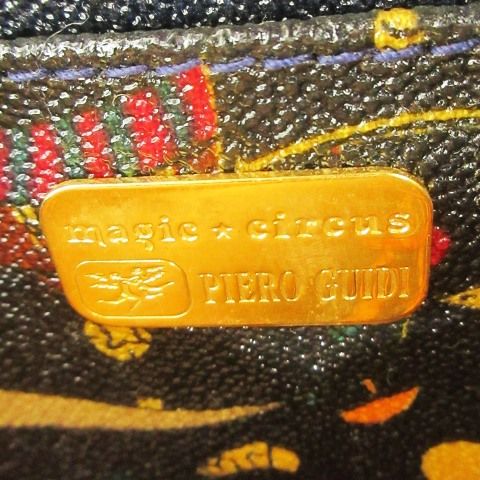 magic ★ circus
PIERO GUIDI